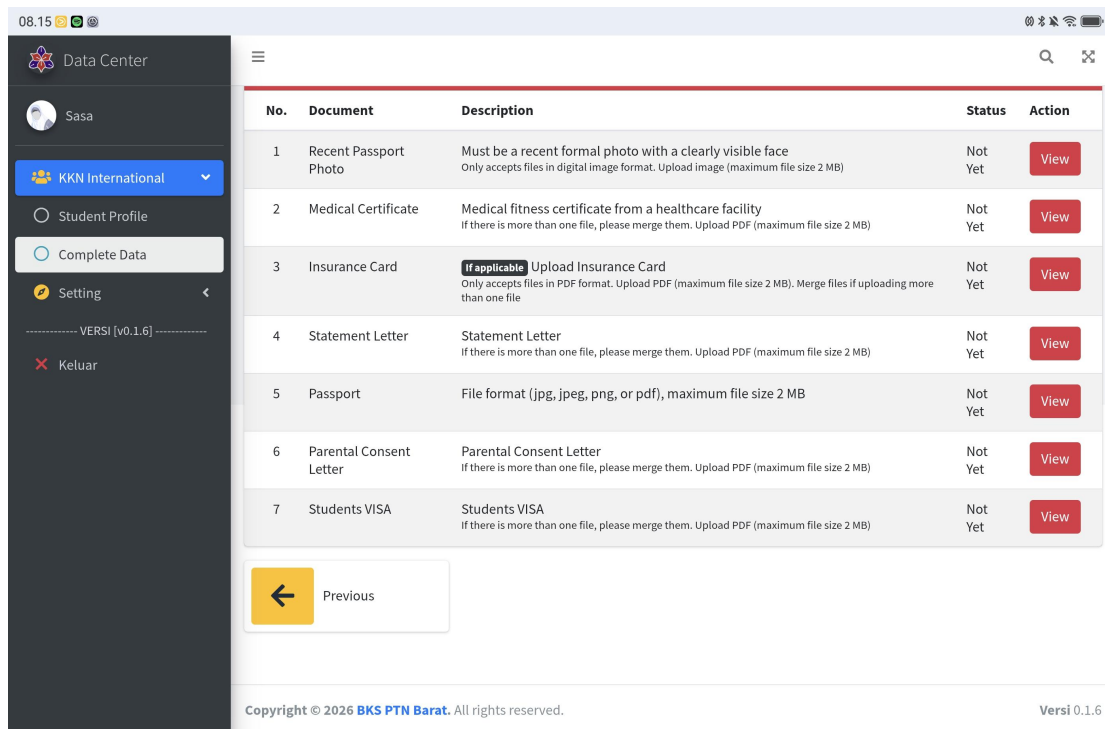 08.15
Data Center
Sasa
KKN International
Student Profile
Complete Data
Setting
------------- VERSI [v0.1.6] -------------
Keluar
No. Document Description Status Action
1 Recent Passport Photo Must be a recent formal photo with a clearly visible face Not Yet View
Only accepts files in digital image format. Upload image (maximum file size 2 MB)
2 Medical Certificate Medical fitness certificate from a healthcare facility Not Yet View
If there is more than one file, please merge them. Upload PDF (maximum file size 2 MB)
3 Insurance Card If applicable Upload Insurance Card Not Yet View
Only accepts files in PDF format. Upload PDF (maximum file size 2 MB). Merge files if uploading more
than one file
4 Statement Letter Statement Letter Not Yet View
If there is more than one file, please merge them. Upload PDF (maximum file size 2 MB)
5 Passport File format (jpg, jpeg, png, or pdf), maximum file size 2 MB Not Yet View
6 Parental Consent Letter Parental Consent Letter Not Yet View
If there is more than one file, please merge them. Upload PDF (maximum file size 2 MB)
7 Students VISA Students VISA Not Yet View
If there is more than one file, please merge them. Upload PDF (maximum file size 2 MB)
Previous
Copyright © 2026 BKS PTN Barat. All rights reserved. Versi 0.1.6